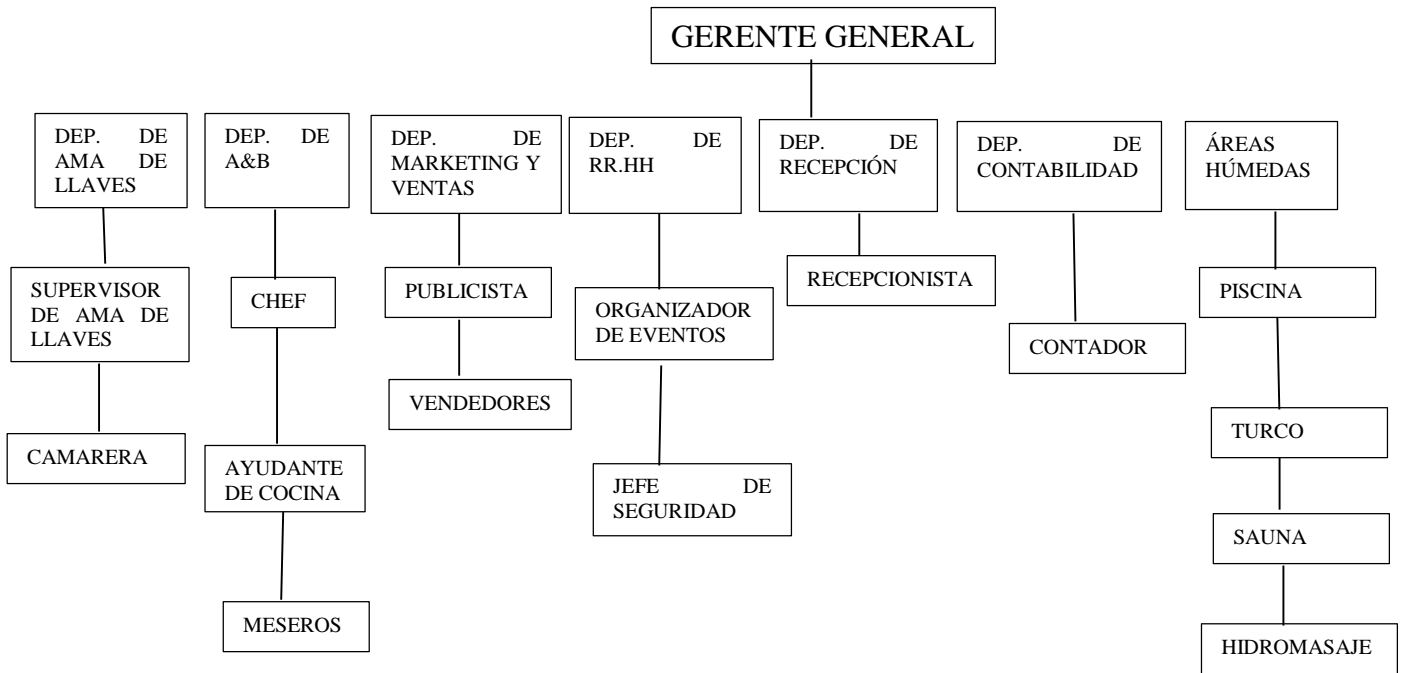 GERENTE GENERAL
DEP. DE
AMA DE
LLAVES
DEP. DE
A&B
DEP. DE
MARKETING Y
VENTAS
DEP. DE
RR.HH
DEP. DE
RECEPCIÓN
DEP. DE
CONTABILIDAD
ÁREAS
HÚMEDAS
SUPERVISOR
DE AMA DE
LLAVES
CHEF
PUBLICISTA
ORGANIZADOR
DE EVENTOS
RECEPCIONISTA
CONTADOR
PISCINA
CAMARERA
AYUDANTE
DE COCINA
VENDEDORES
JEFE DE
SEGURIDAD
TURCO
SAUNA
MESEROS
HIDROMASAJE